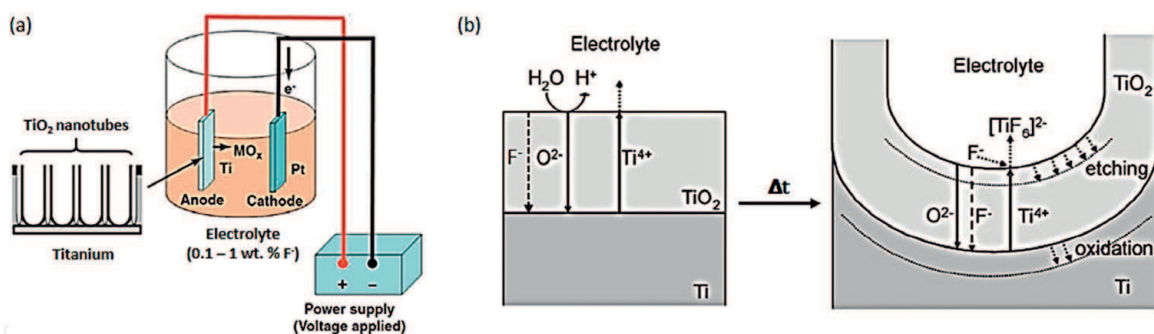 (a)
e⁻
TiO₂ nanotubes
MOₓ
Ti
Pt
Anode
Cathode
Titanium
Electrolyte
(0.1 – 1 wt. % F⁻)
+
–
Power supply
(Voltage applied)
(b)
Electrolyte
H₂O
H⁺
F⁻
O²⁻
Ti⁴⁺
TiO₂
Ti
Δt
Electrolyte
TiO₂
[TiF₆]²⁻
F⁻
etching
O²⁻
F⁻
Ti⁴⁺
oxidation
Ti